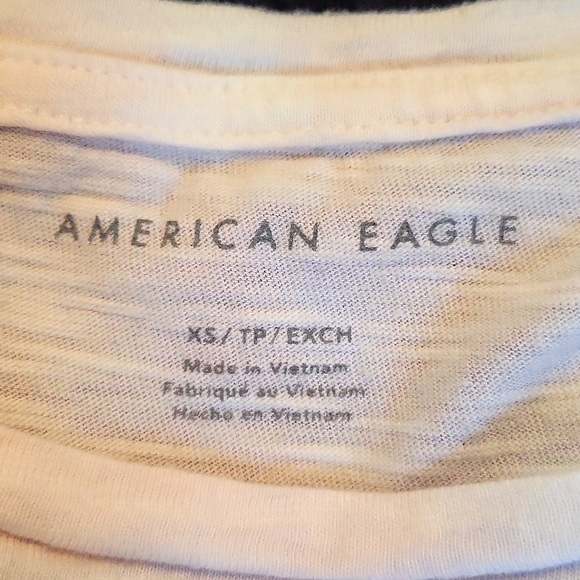 AMERICAN EAGLE
XS/TP/EXCH
Made in Vietnam
Fabriqué au Vietnam
Hecho en Vietnam